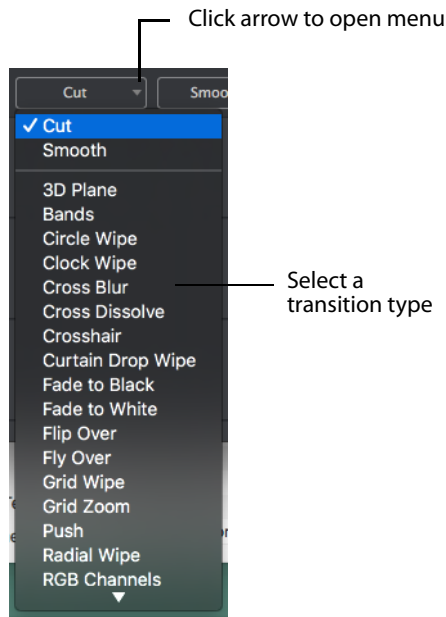 Click arrow to open menu
Cut
Smoo
✓ Cut
Smooth
3D Plane
Bands
Circle Wipe
Clock Wipe
Cross Blur
Select a
transition type
Cross Dissolve
Crosshair
Curtain Drop Wipe
Fade to Black
Fade to White
Flip Over
Fly Over
Grid Wipe
Grid Zoom
Push
Radial Wipe
RGB Channels